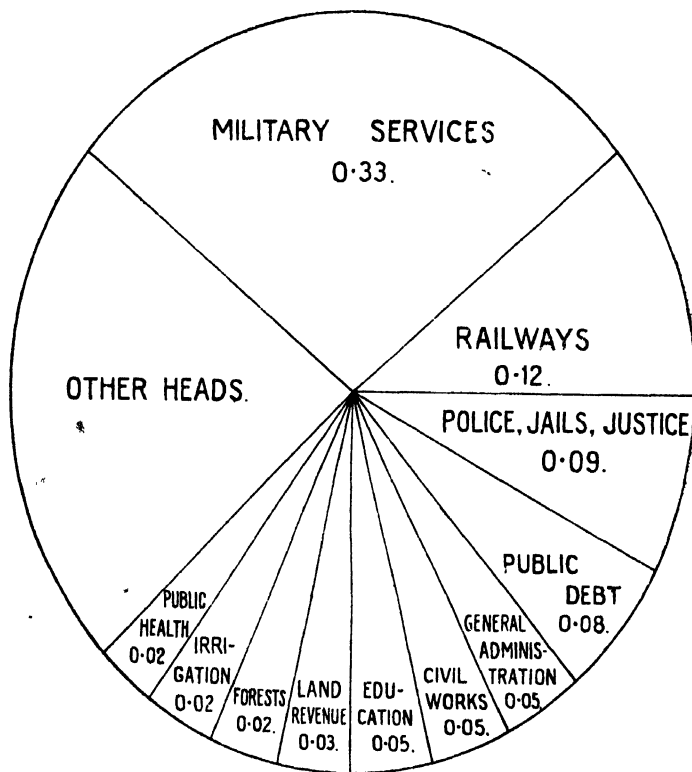 MILITARY SERVICES
0·33.
RAILWAYS
0·12.
OTHER HEADS.
POLICE, JAILS, JUSTICE
0·09.
PUBLIC
DEBT
0·08.
GENERAL
ADMINIS-
TRATION
0·05
CIVIL
WORKS
0·05.
EDU-
CATION
0·05.
LAND
REVENUE
0·03.
FORESTS
0·02.
IRRI-
GATION
0·02
PUBLIC
HEALTH
0·02